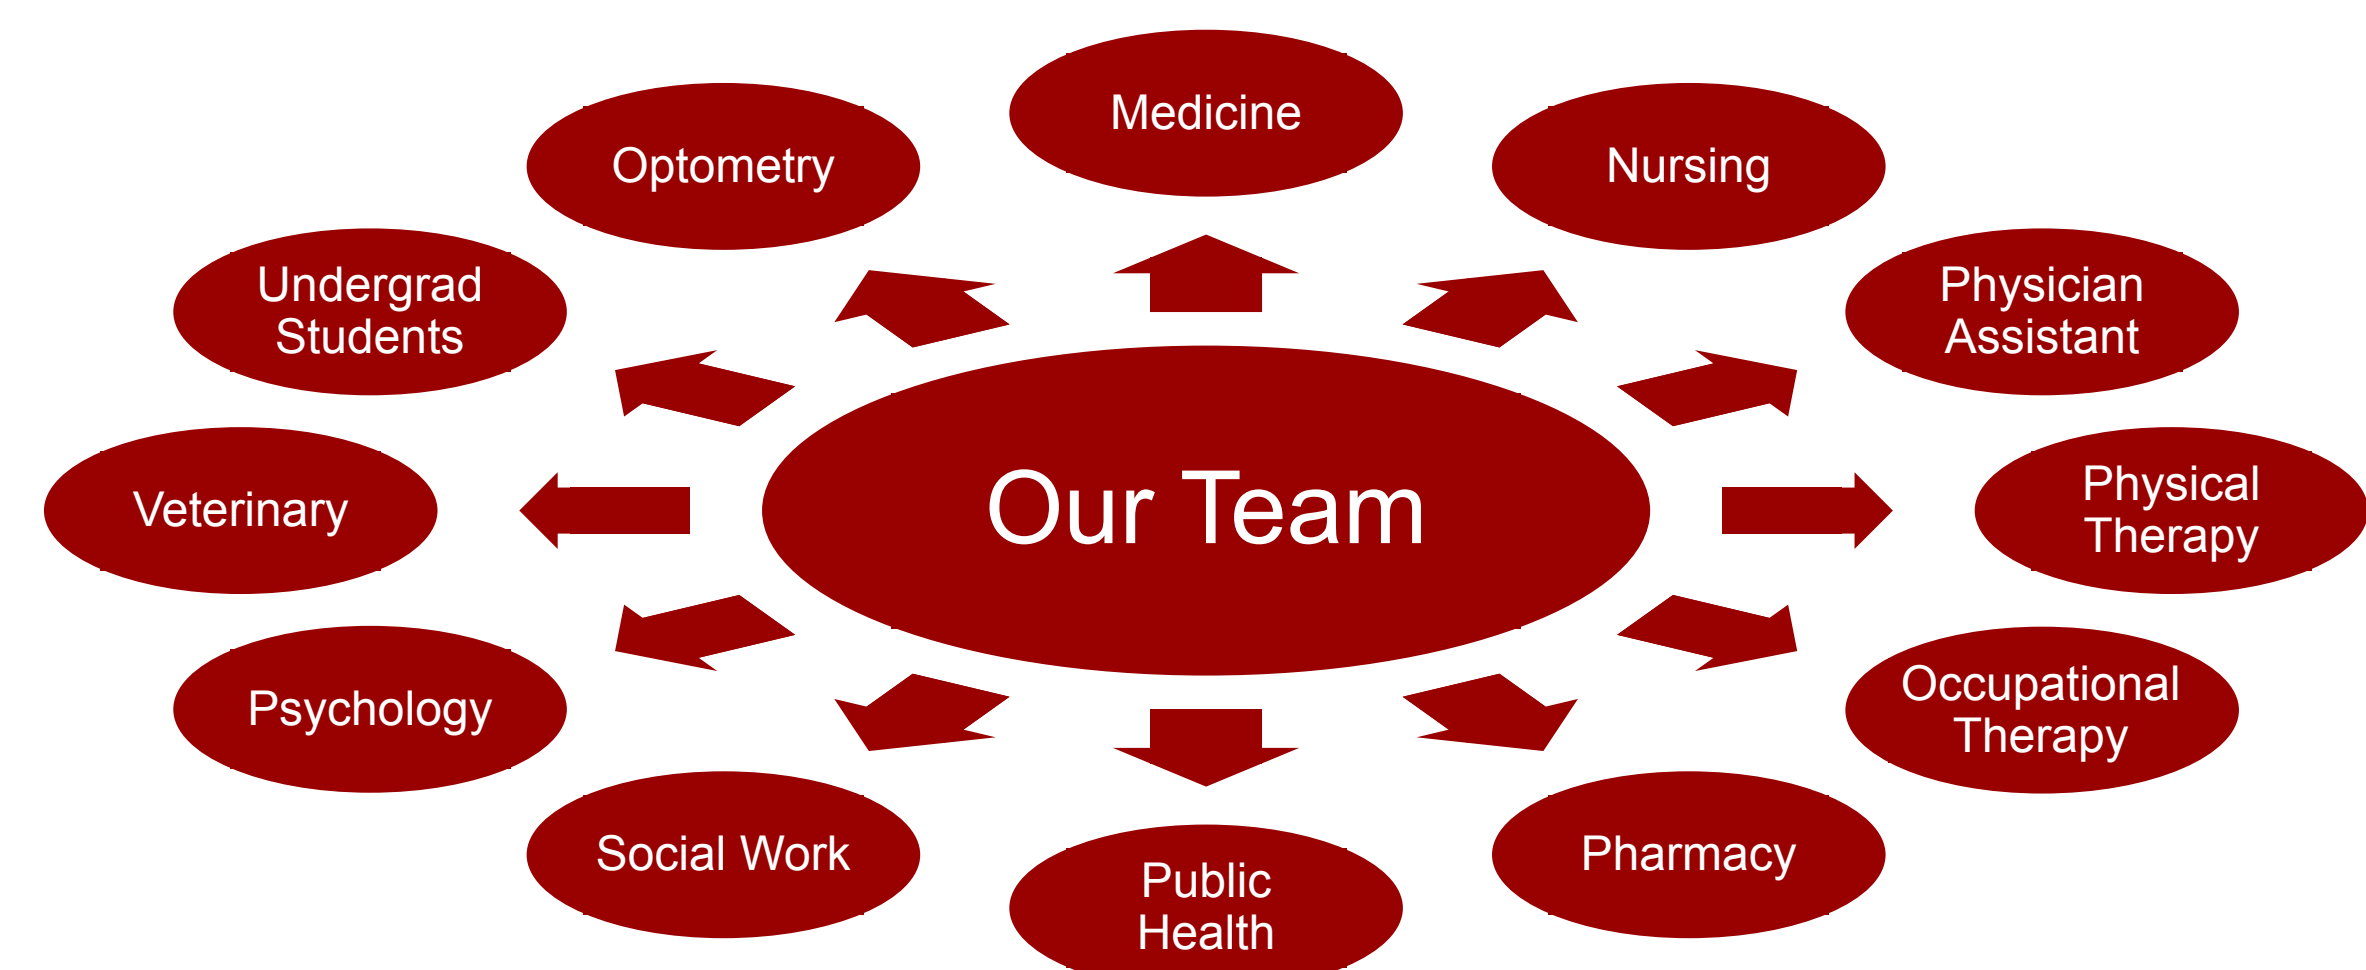 Medicine
Optometry
Nursing
Undergrad
Students
Physician
Assistant
Veterinary
Our Team
Physical
Therapy
Psychology
Occupational
Therapy
Social Work
Pharmacy
Public
Health